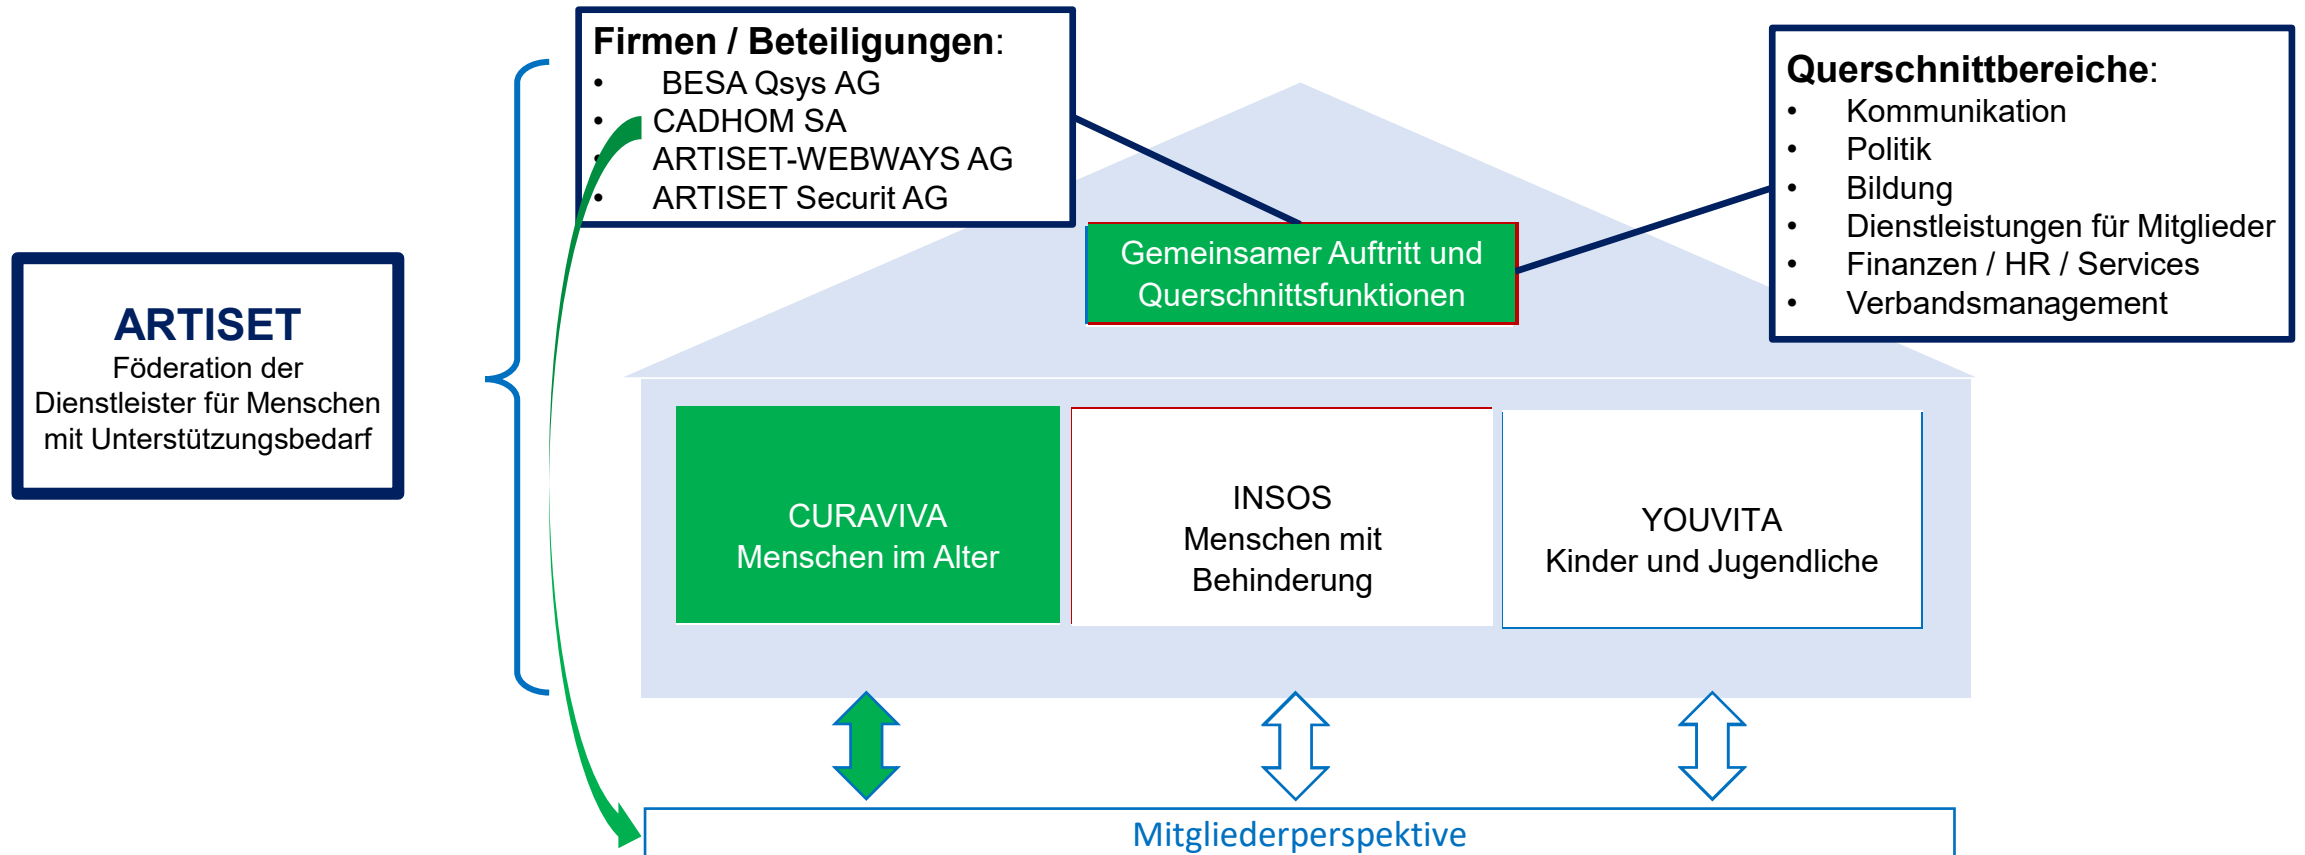 Firmen / Beteiligungen:
• BESA Qsys AG
• CADHOM SA
• ARTISET-WEBWAYS AG
• ARTISET Securit AG
Querschnittbereiche:
• Kommunikation
• Politik
• Bildung
• Dienstleistungen für Mitglieder
• Finanzen / HR / Services
• Verbandsmanagement
Gemeinsamer Auftritt und
Querschnittsfunktionen
ARTISET
Föderation der
Dienstleister für Menschen
mit Unterstützungsbedarf
CURAVIVA
Menschen im Alter
INSOS
Menschen mit
Behinderung
YOUVITA
Kinder und Jugendliche
Mitgliederperspektive